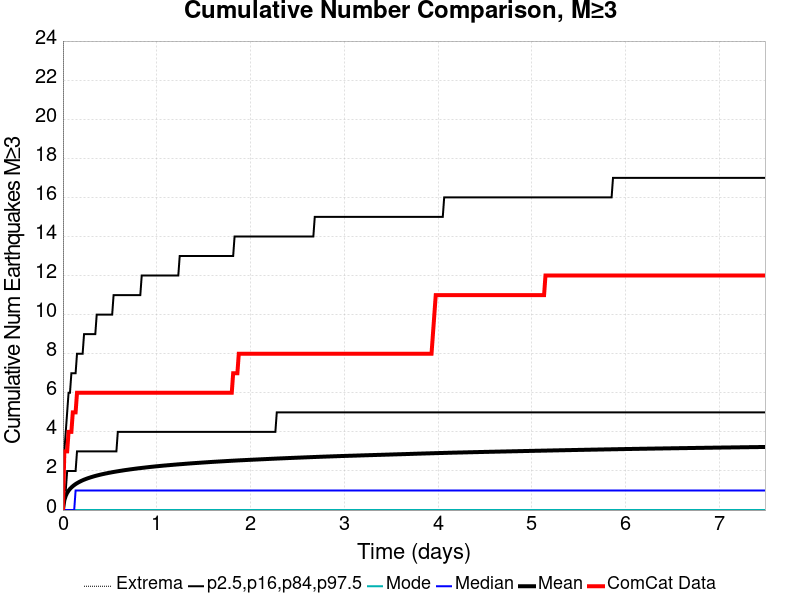 Cumulative Number Comparison, M≥3
Cumulative Num Earthquakes M≥3
24
22
20
18
16
14
12
10
8
6
4
2
0
0 1 2 3 4 5 6 7
Time (days)
Extrema p2.5,p16,p84,p97.5 Mode Median Mean ComCat Data